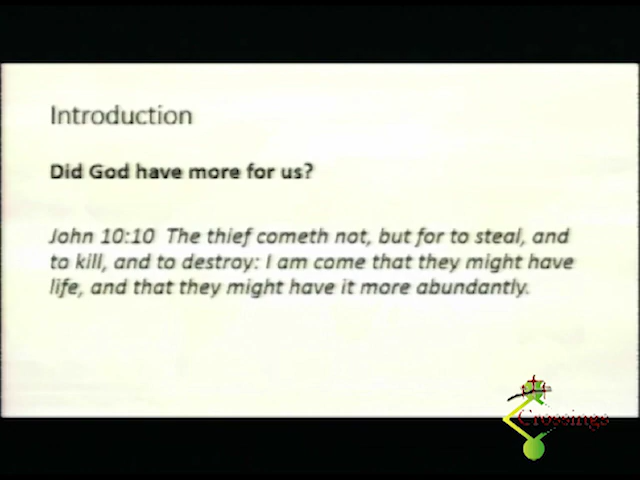 Introduction
Did God have more for us?
John 10:10 The thief cometh not, but for to steal, and
to kill, and to destroy: I am come that they might have
life, and that they might have it more abundantly.
Crossings